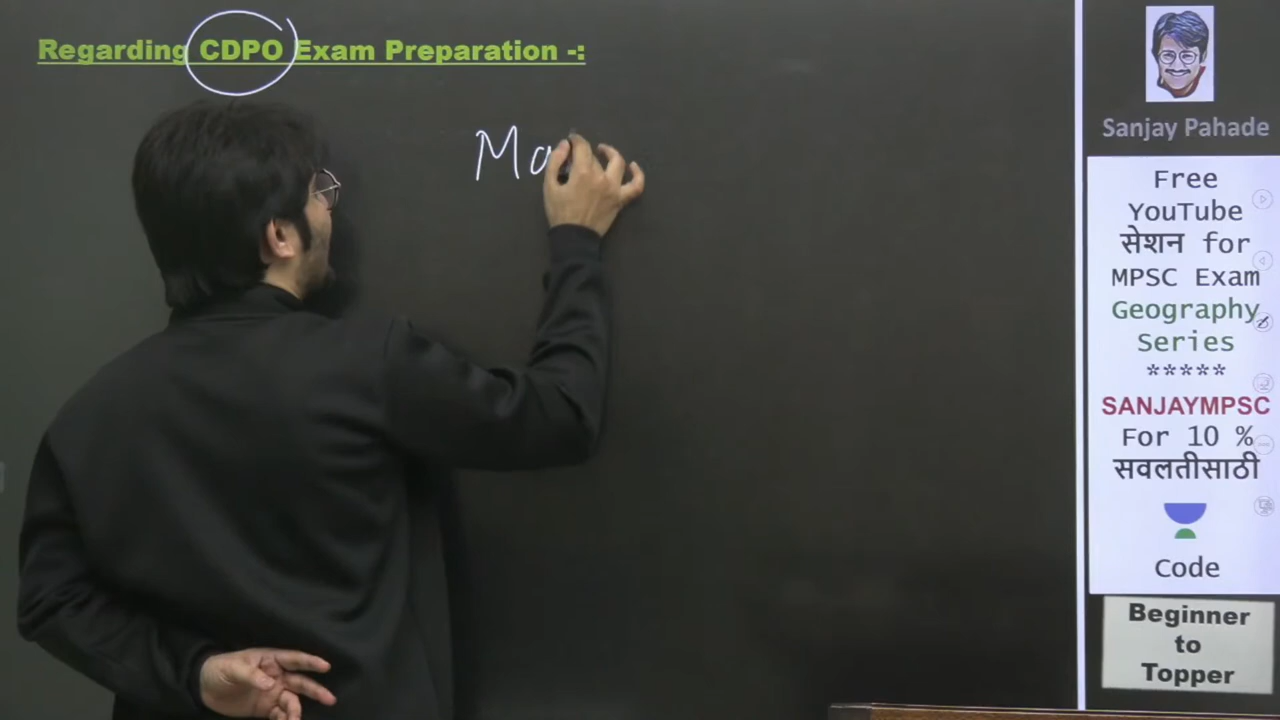 Regarding CDPO Exam Preparation -:
Ma
Sanjay Pahade
Free
YouTube
सेशन for
MPSC Exam
Geography
Series
*****
SANJAYMPSC
For 10 %
सवलतीसाठी
Code
Beginner
to
Topper